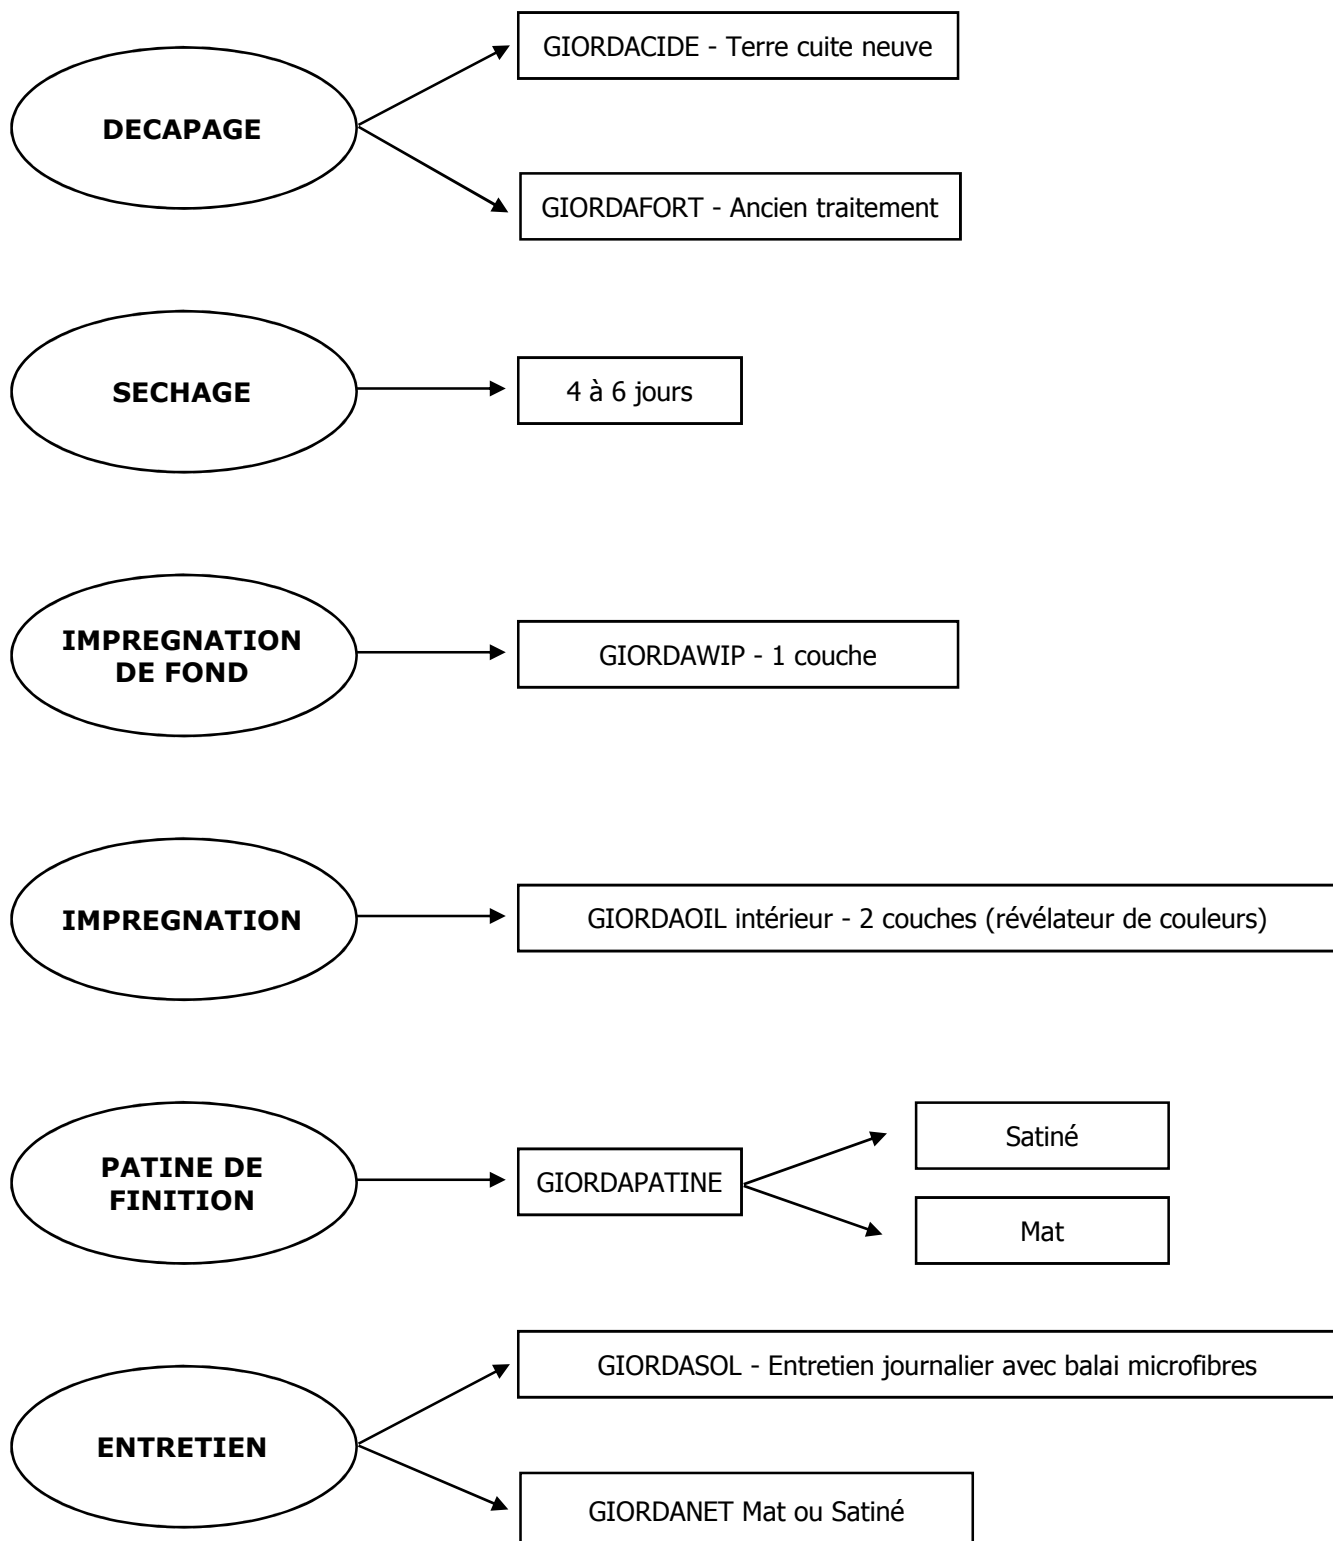 GIORDACIDE - Terre cuite neuve
DECAPAGE
GIORDAFORT - Ancien traitement
SECHAGE
4 à 6 jours
IMPREGNATION
DE FOND
GIORDAWIP - 1 couche
IMPREGNATION
GIORDAOIL intérieur - 2 couches (révélateur de couleurs)
PATINE DE
FINITION
GIORDAPATINE
Satiné
Mat
GIORDASOL - Entretien journalier avec balai microfibres
ENTRETIEN
GIORDANET Mat ou Satiné